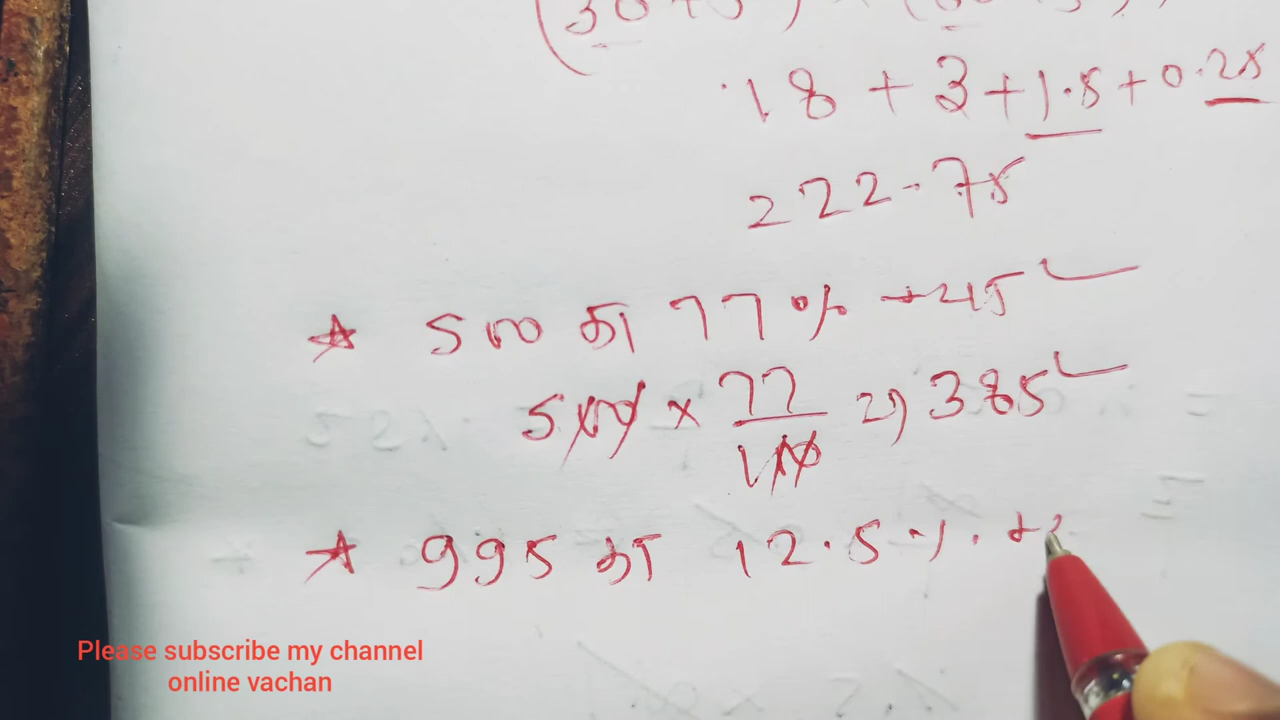 18 + 3 + 1.5 + 0.25
222.75
★ 500 का 77% → 45
500 × 77/100 ⇒ 385
★ 995 का 12.5%.
Please subscribe my channel
online vachan